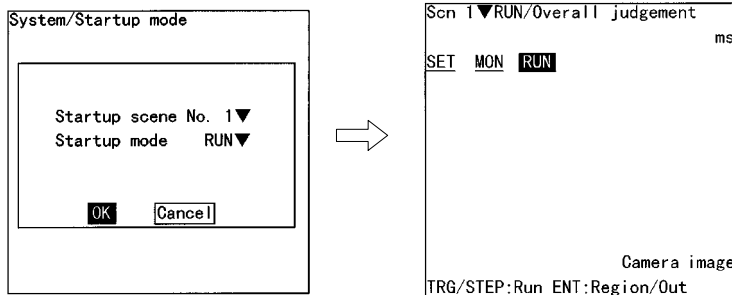 System/Startup mode
Startup scene No. 1▼
Startup mode RUN▼
OK Cancel
Scn 1▼RUN/Overall judgement
ms
SET MON RUN
Camera image
TRG/STEP:Run ENT:Region/Out